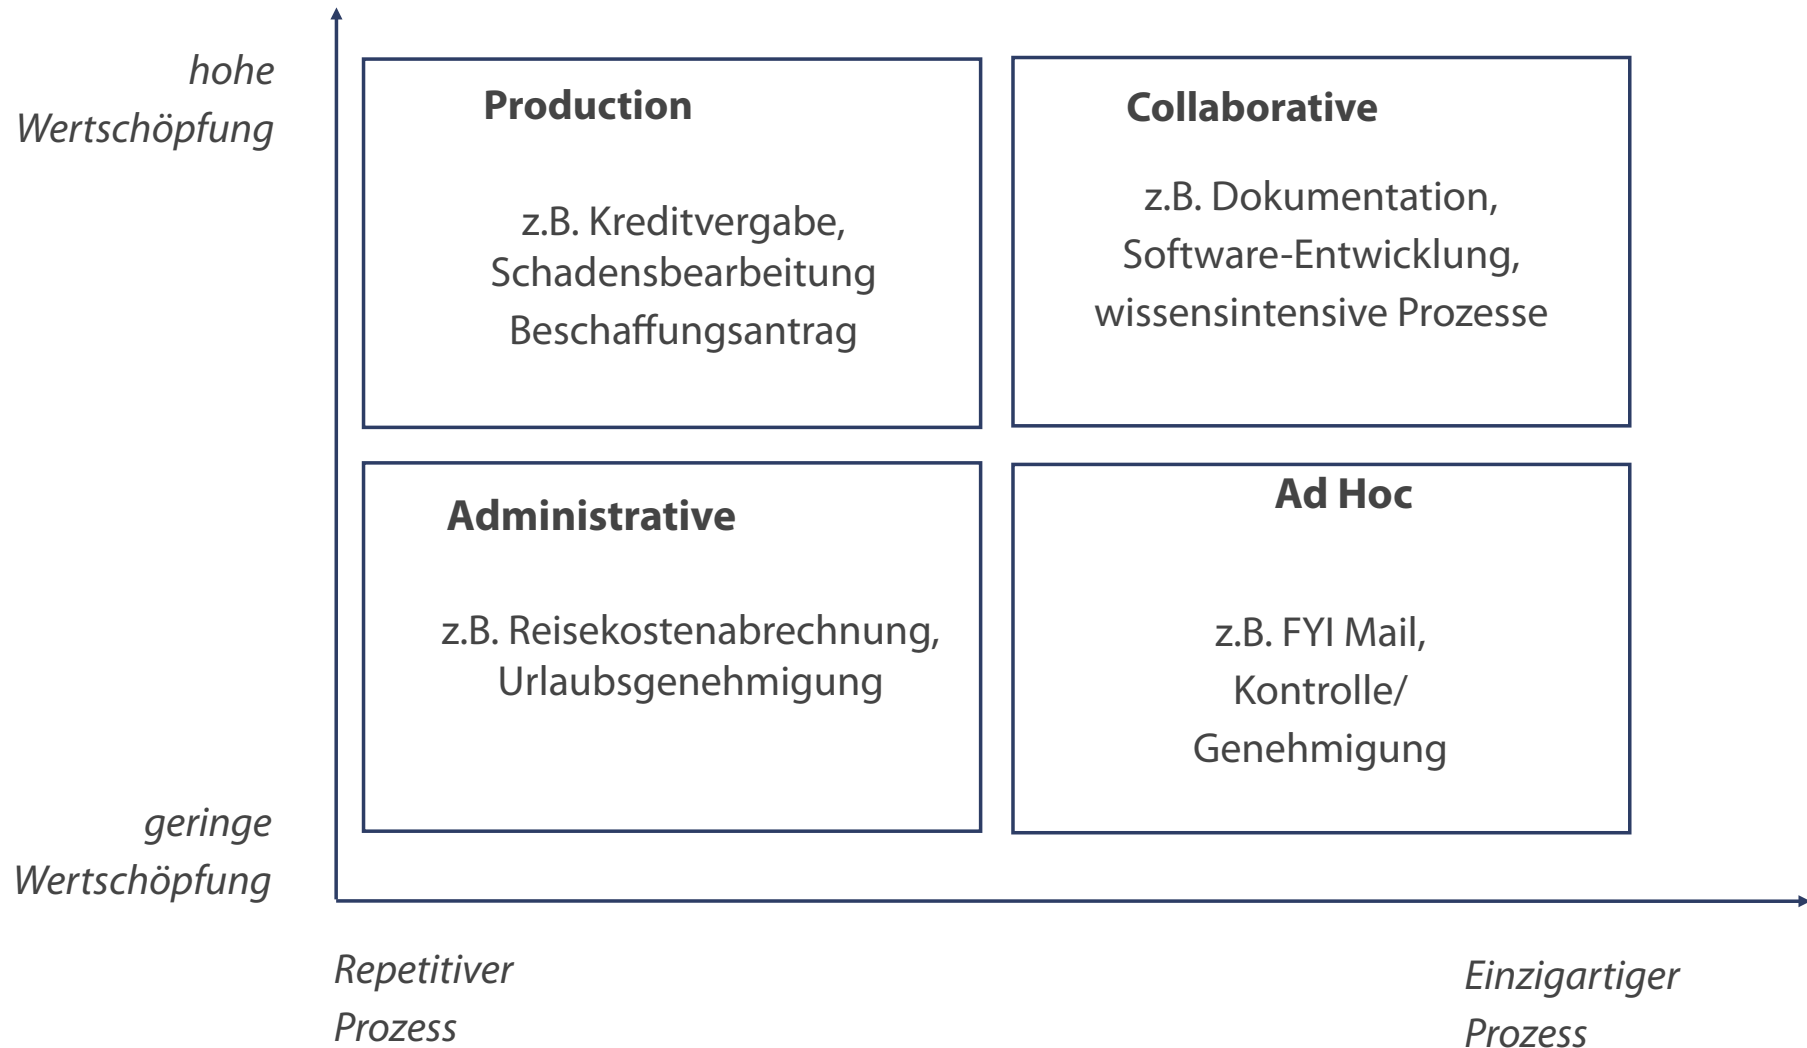 hohe
Wertschöpfung
Production
z.B. Kreditvergabe,
Schadensbearbeitung
Beschaffungsantrag
Collaborative
z.B. Dokumentation,
Software-Entwicklung,
wissensintensive Prozesse
Administrative
z.B. Reisekostenabrechnung,
Urlaubsgenehmigung
Ad Hoc
z.B. FYI Mail,
Kontrolle/
Genehmigung
geringe
Wertschöpfung
Repetitiver
Prozess
Einzigartiger
Prozess